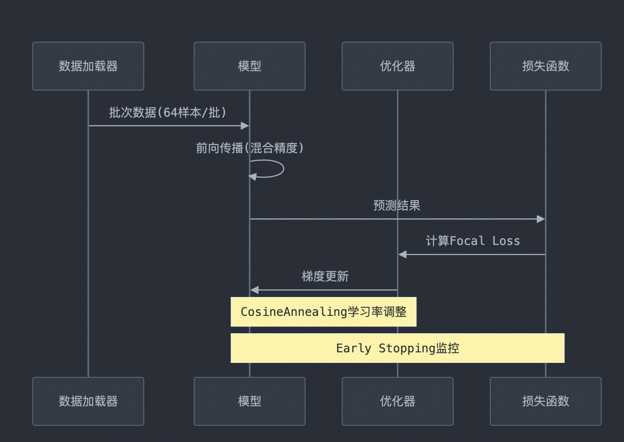 数据加载器
模型
优化器
损失函数
批次数据(64样本/批)
前向传播(混合精度)
预测结果
计算Focal Loss
梯度更新
CosineAnnealing学习率调整
Early Stopping监控
数据加载器
模型
优化器
损失函数